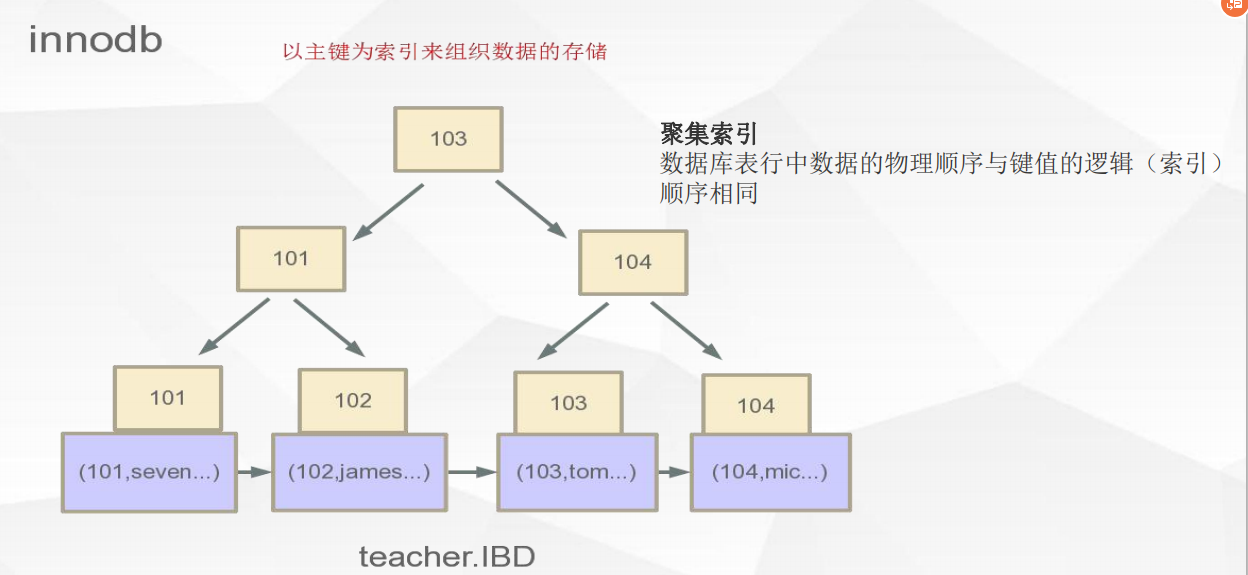 innodb
以主键为索引来组织数据的存储
103
聚集索引
数据库表行中数据的物理顺序与键值的逻辑（索引）
顺序相同
101
104
101
102
103
104
(101,seven...)
(102,james...)
(103,tom...)
(104,mic...)
teacher.IBD